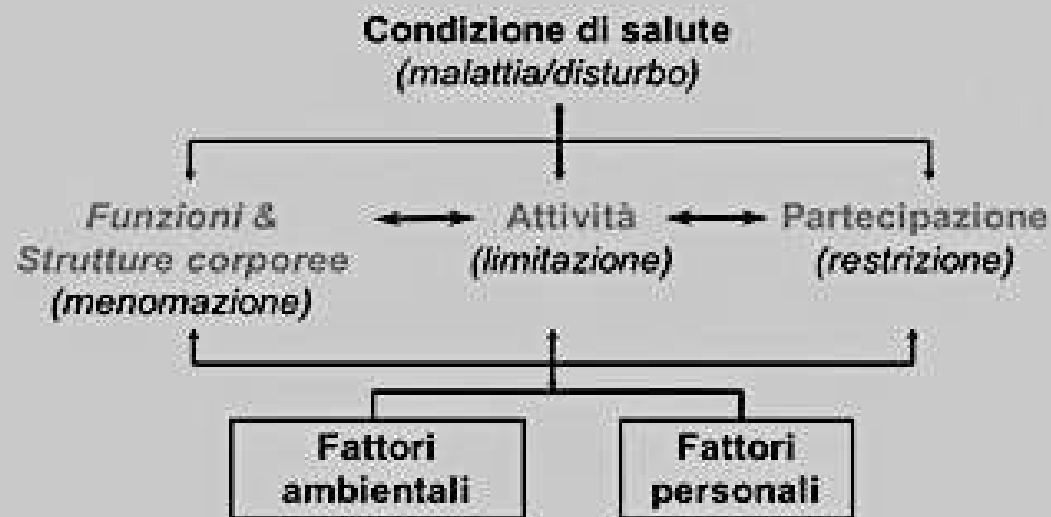 Condizione di salute
(malattia/disturbo)
Funzioni &
Strutture corporee
(menomazione)
Attività
(limitazione)
Partecipazione
(restrizione)
Fattori
ambientali
Fattori
personali